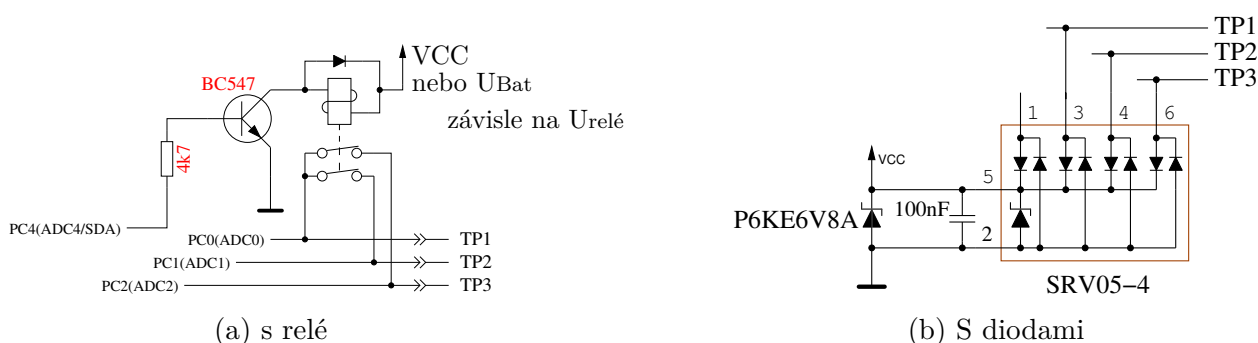 BC547
VCC
nebo UBat
závisle na Urelé
4k7
PC4(ADC4/SDA)
PC0(ADC0)
TP1
PC1(ADC1)
TP2
PC2(ADC2)
TP3
(a) s relé
TP1
TP2
TP3
1 3 4 6
VCC
5
P6KE6V8A
100nF
2
SRV05−4
(b) S diodami